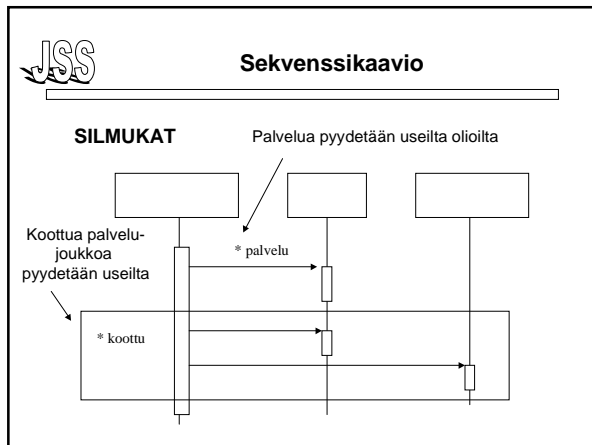 JSS
Sekvenssikaavio
SILMUKAT
Palvelua pyydetään useilta olioilta
Koottua palvelu-
joukkoa
pyydetään useilta
* palvelu
* koottu